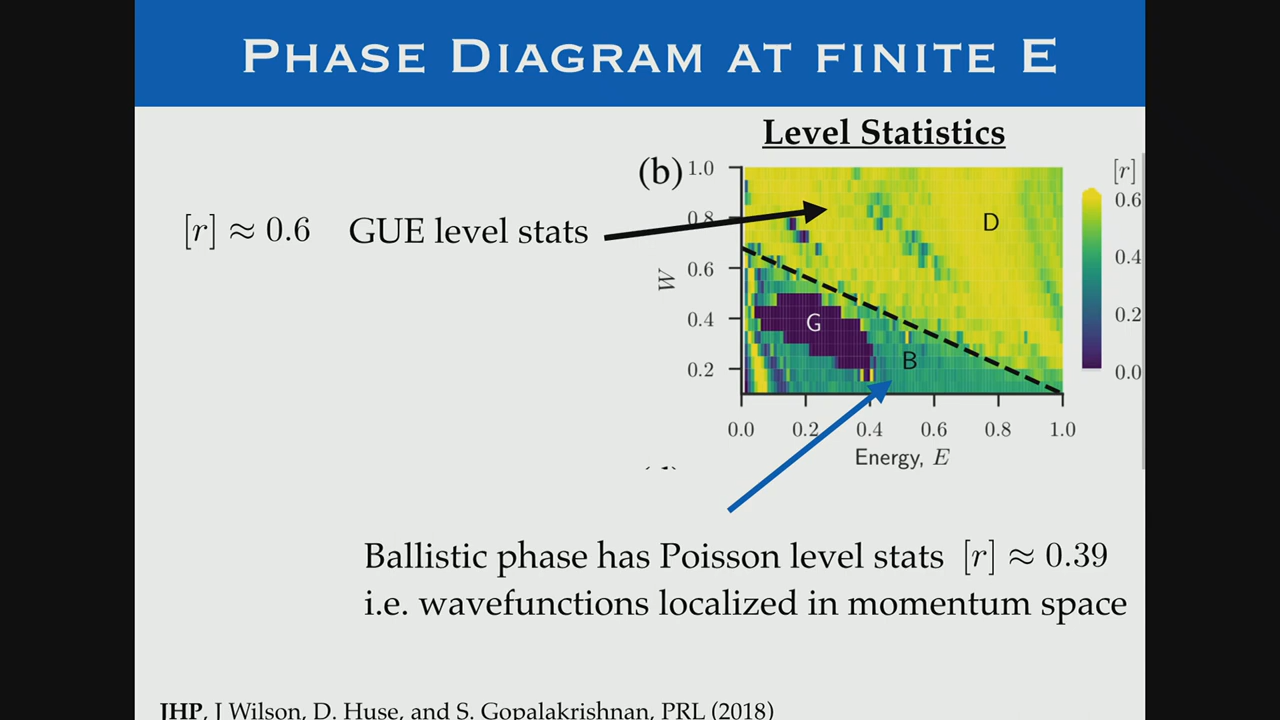 PHASE DIAGRAM AT FINITE E
Level Statistics
(b)
[r]
1.0
0.8
0.6
0.4
0.2
W
D
G
B
0.6
0.4
0.2
0.0
0.0 0.2 0.4 0.6 0.8 1.0
Energy, E
[r] ≈ 0.6 GUE level stats
Ballistic phase has Poisson level stats [r] ≈ 0.39
i.e. wavefunctions localized in momentum space
JHP, J Wilson, D. Huse, and S. Gopalakrishnan, PRL (2018)